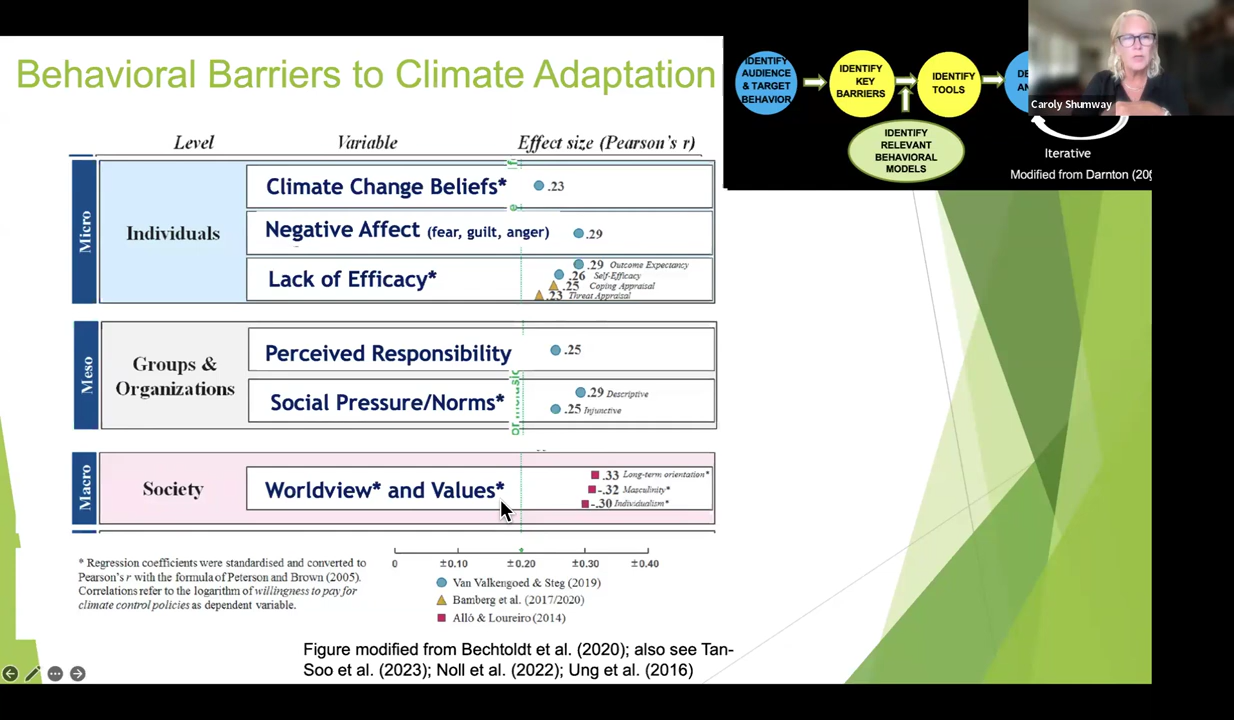 Behavioral Barriers to Climate Adaptation
IDENTIFY
AUDIENCE
& TARGET
BEHAVIOR
IDENTIFY
KEY
BARRIERS
IDENTIFY
TOOLS
IDENTIFY
RELEVANT
BEHAVIORAL
MODELS
Caroly Shumway
Iterative
Modified from Darnton
Level Variable Effect size (Pearson's r)
Micro
Individuals
Climate Change Beliefs* .23
Negative Affect (fear, guilt, anger) .29
Lack of Efficacy*
.29 Outcome Expectancy
.26 Self-Efficacy
.25 Coping Appraisal
.23 Threat Appraisal
Meso
Groups &
Organizations
Perceived Responsibility .25
Social Pressure/Norms*
.29 Descriptive
.25 Injunctive
Macro
Society
Worldview* and Values*
.33 Long-term orientation*
-.32 Masculinity*
-.30 Individualism*
0 ±0.10 ±0.20 ±0.30 ±0.40
* Regression coefficients were standardised and converted to
Pearson's r with the formula of Peterson and Brown (2005).
Correlations refer to the logarithm of willingness to pay for
climate control policies as dependent variable.
Van Valkengoed & Steg (2019)
Bamberg et al. (2017/2020)
Alló & Loureiro (2014)
Figure modified from Bechtoldt et al. (2020); also see Tan-
Soo et al. (2023); Noll et al. (2022); Ung et al. (2016)